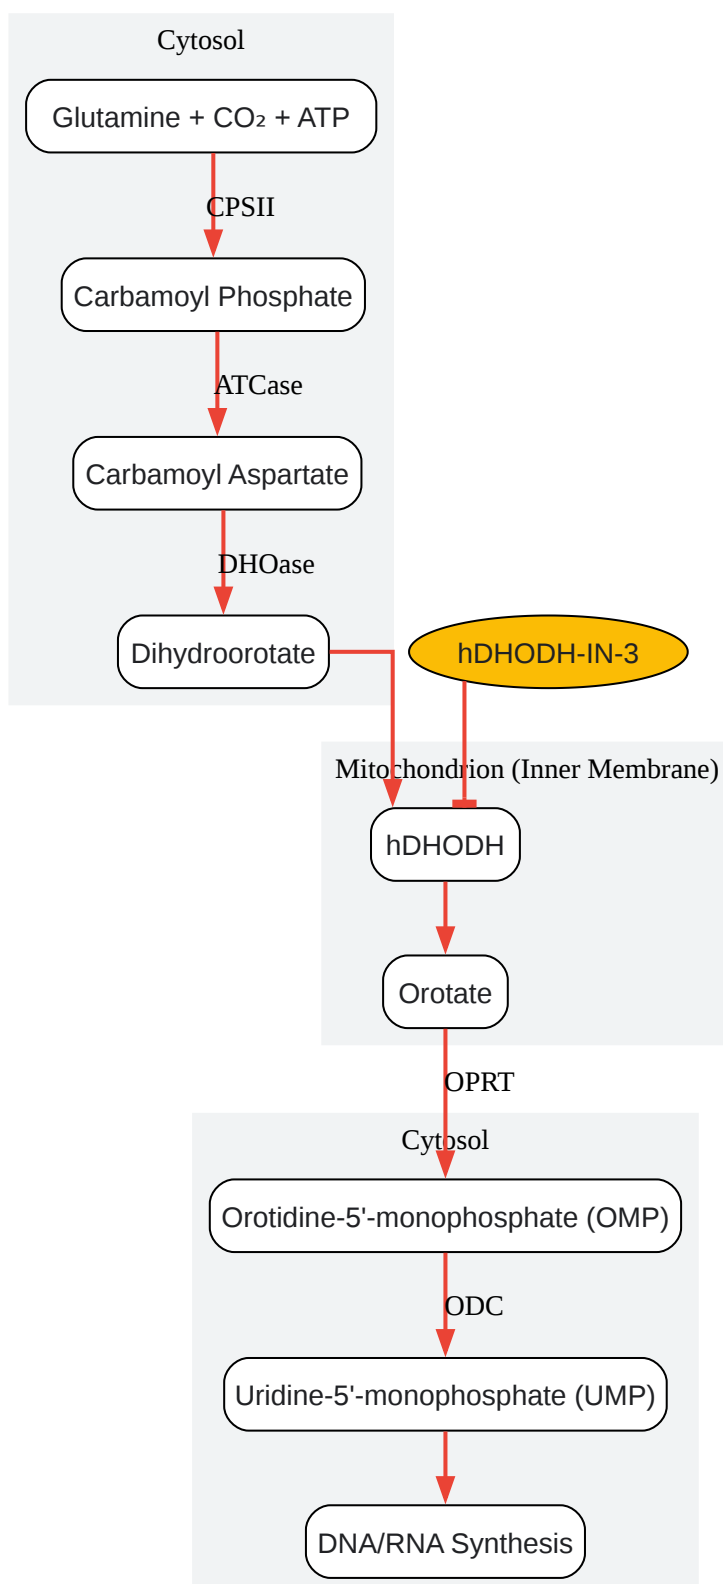 Cytosol
Glutamine + CO₂ + ATP
CPSII
Carbamoyl Phosphate
ATCase
Carbamoyl Aspartate
DHOase
Dihydroorotate
hDHODH-IN-3
Mitochondrion (Inner Membrane)
hDHODH
Orotate
OPRT
Cytosol
Orotidine-5'-monophosphate (OMP)
ODC
Uridine-5'-monophosphate (UMP)
DNA/RNA Synthesis